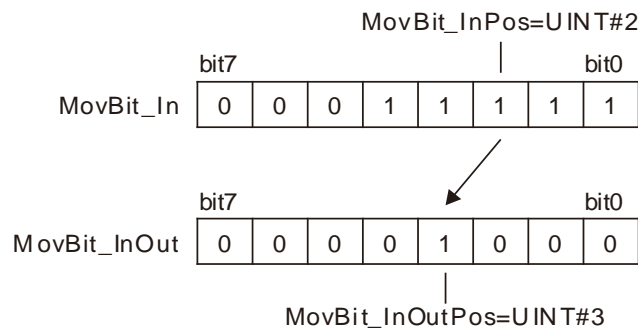 MovBit_InPos=UINT#2
bit7 bit0
MovBit_In 0 0 0 1 1 1 1 1
bit7 bit0
MovBit_InOut 0 0 0 0 1 0 0 0
MovBit_InOutPos=UINT#3